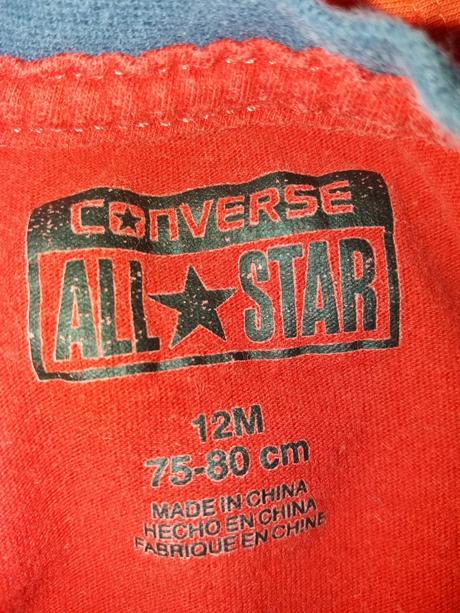 CONVERSE
ALL★STAR
12M
75-80 cm
MADE IN CHINA
HECHO EN CHINA
FABRIQUE EN CHINE